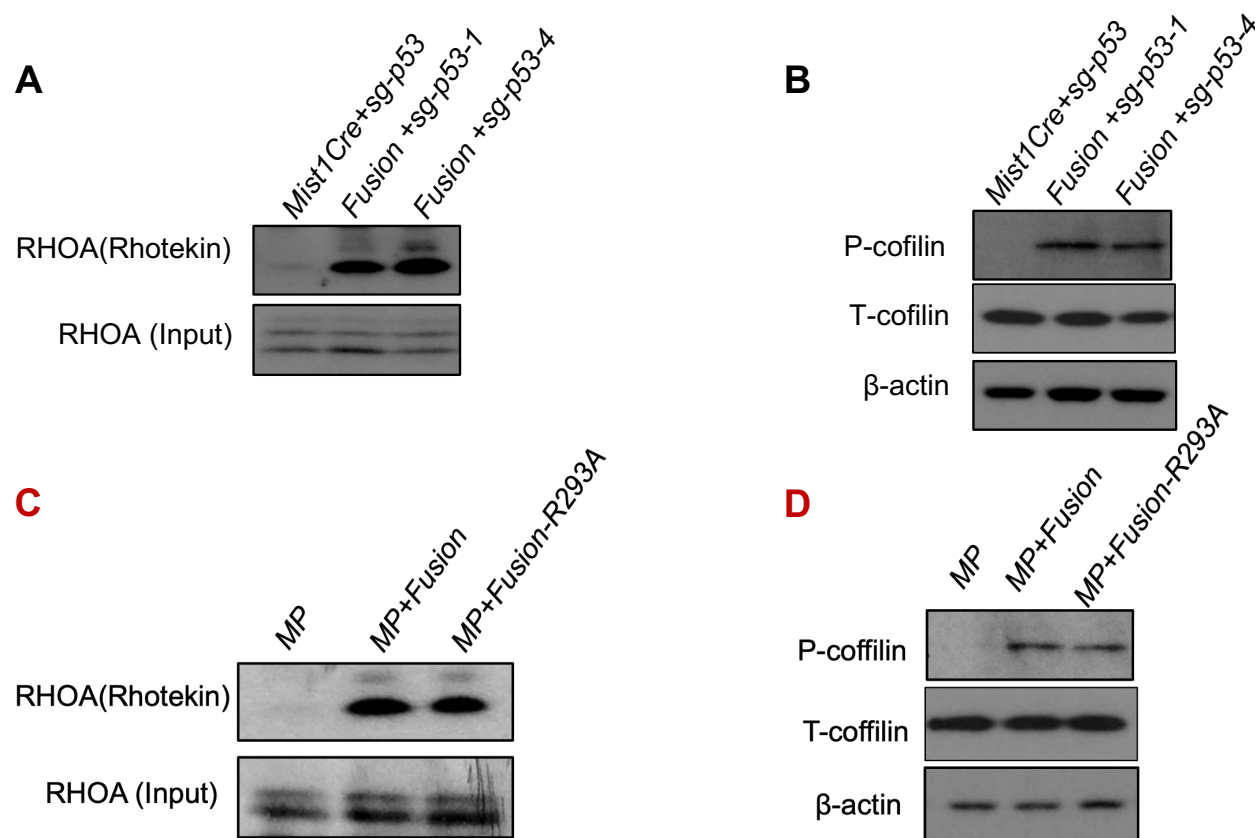 A
Mist1Cre+sg-p53
Fusion +sg-p53-1
Fusion +sg-p53-4
RHOA(Rhotekin)
RHOA (Input)
B
Mist1Cre+sg-p53
Fusion +sg-p53-1
Fusion +sg-p53-4
P-cofilin
T-cofilin
β-actin
C
MP
MP+Fusion
MP+Fusion-R293A
RHOA(Rhotekin)
RHOA (Input)
D
MP
MP+Fusion
MP+Fusion-R293A
P-coffilin
T-coffilin
β-actin